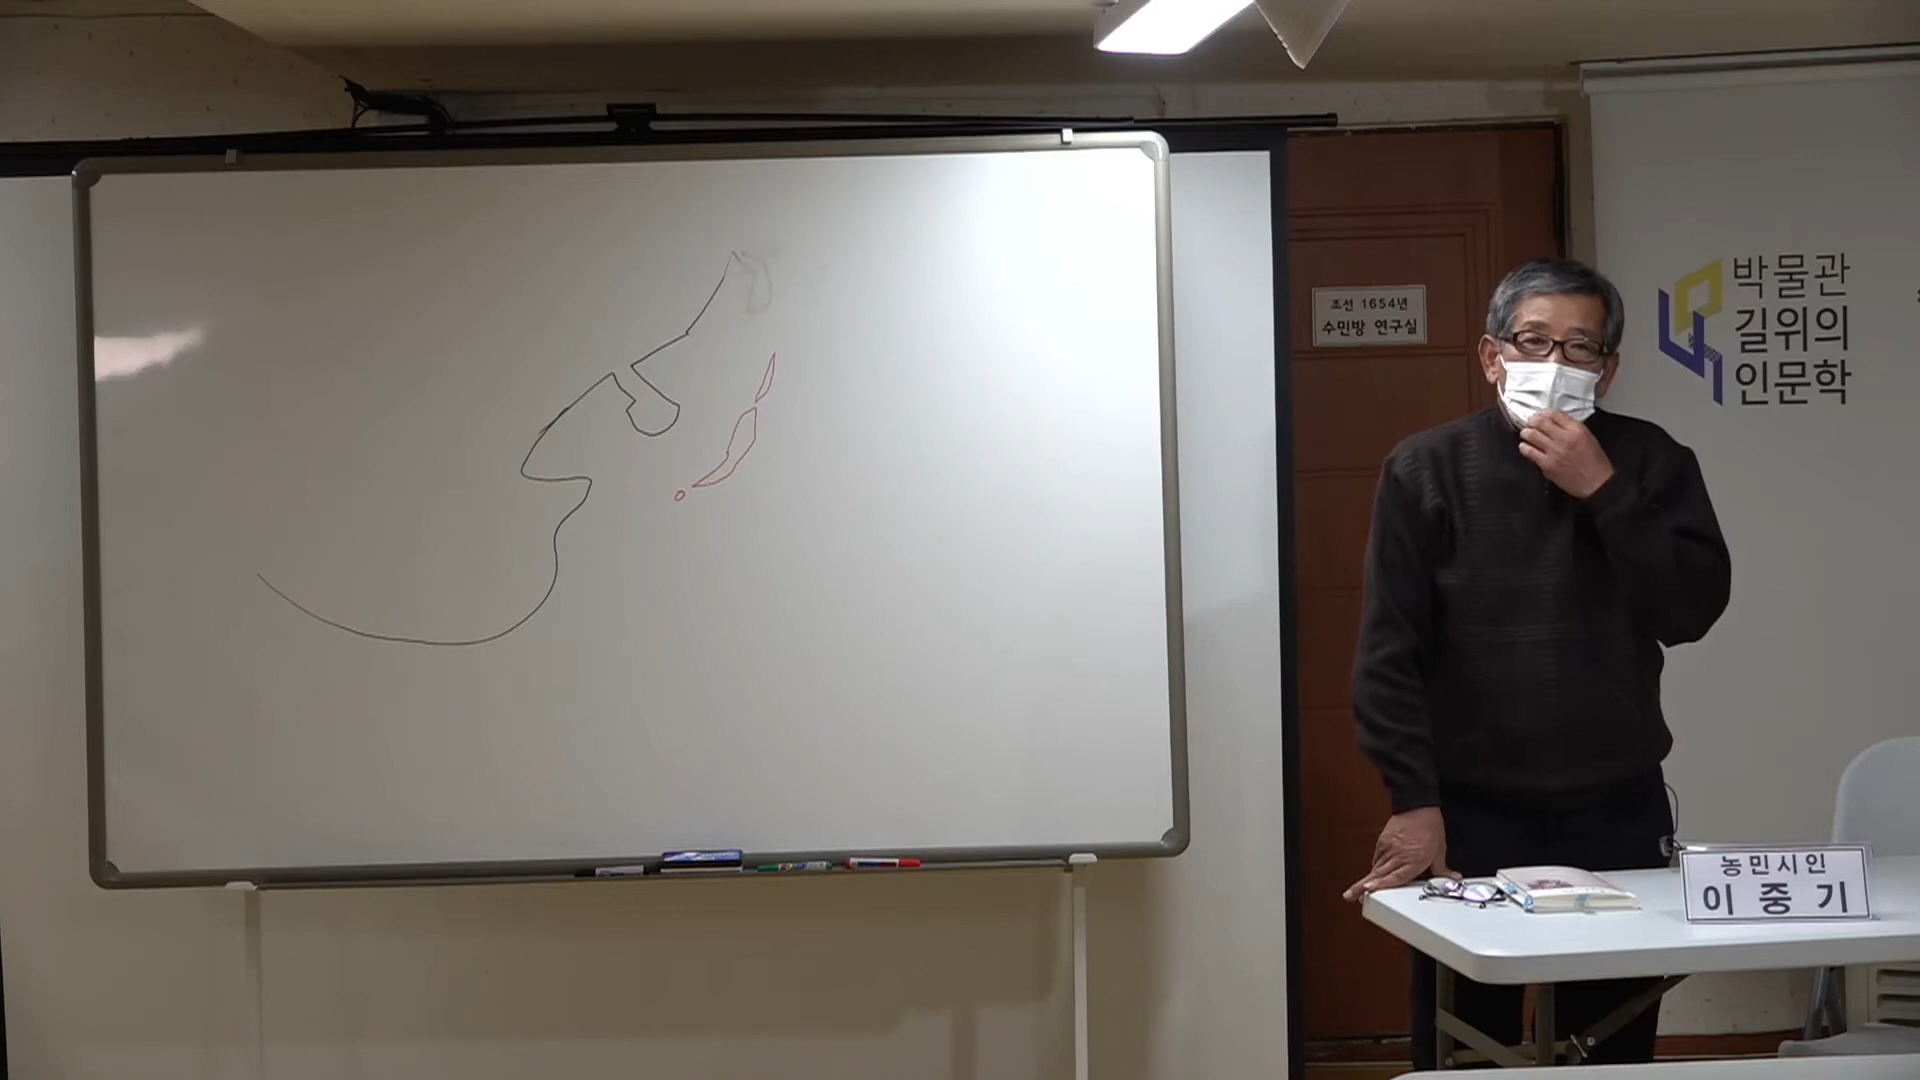 조선 1654년
수민방 연구실
박물관
길위의
인문학
농민시인
이중기